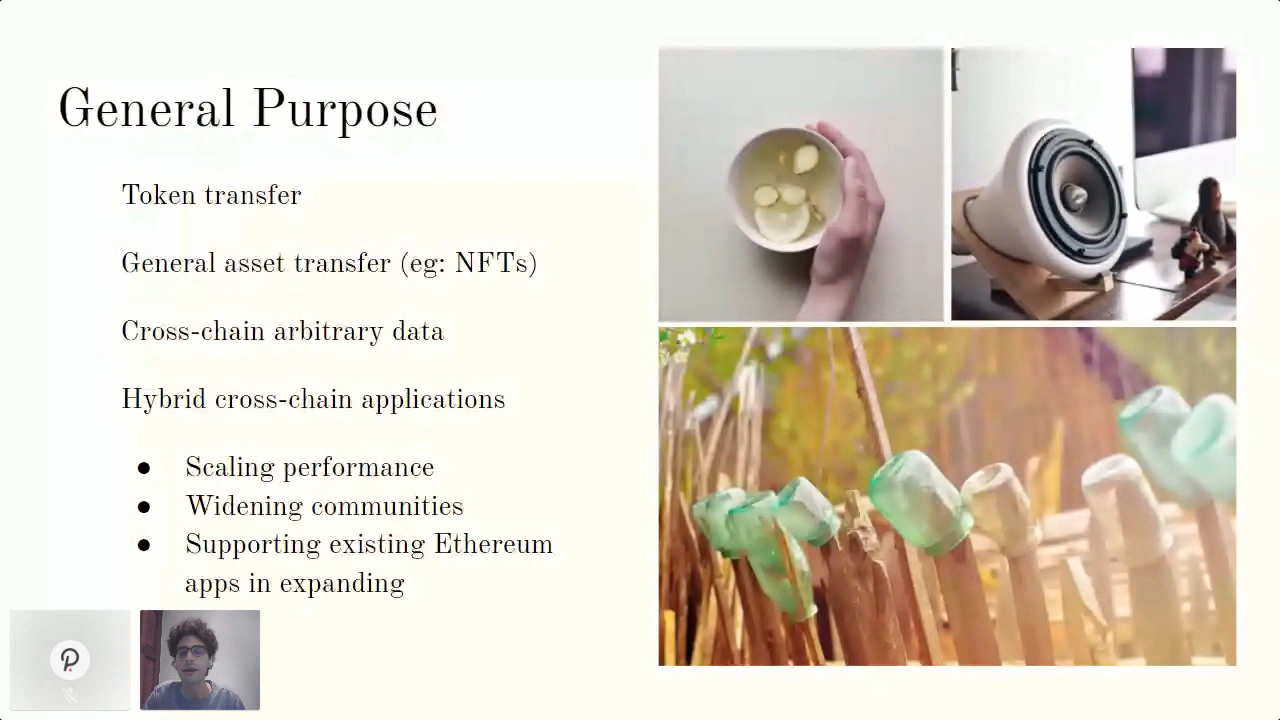 General Purpose
Token transfer
General asset transfer (eg: NFTs)
Cross-chain arbitrary data
Hybrid cross-chain applications
● Scaling performance
● Widening communities
● Supporting existing Ethereum
apps in expanding